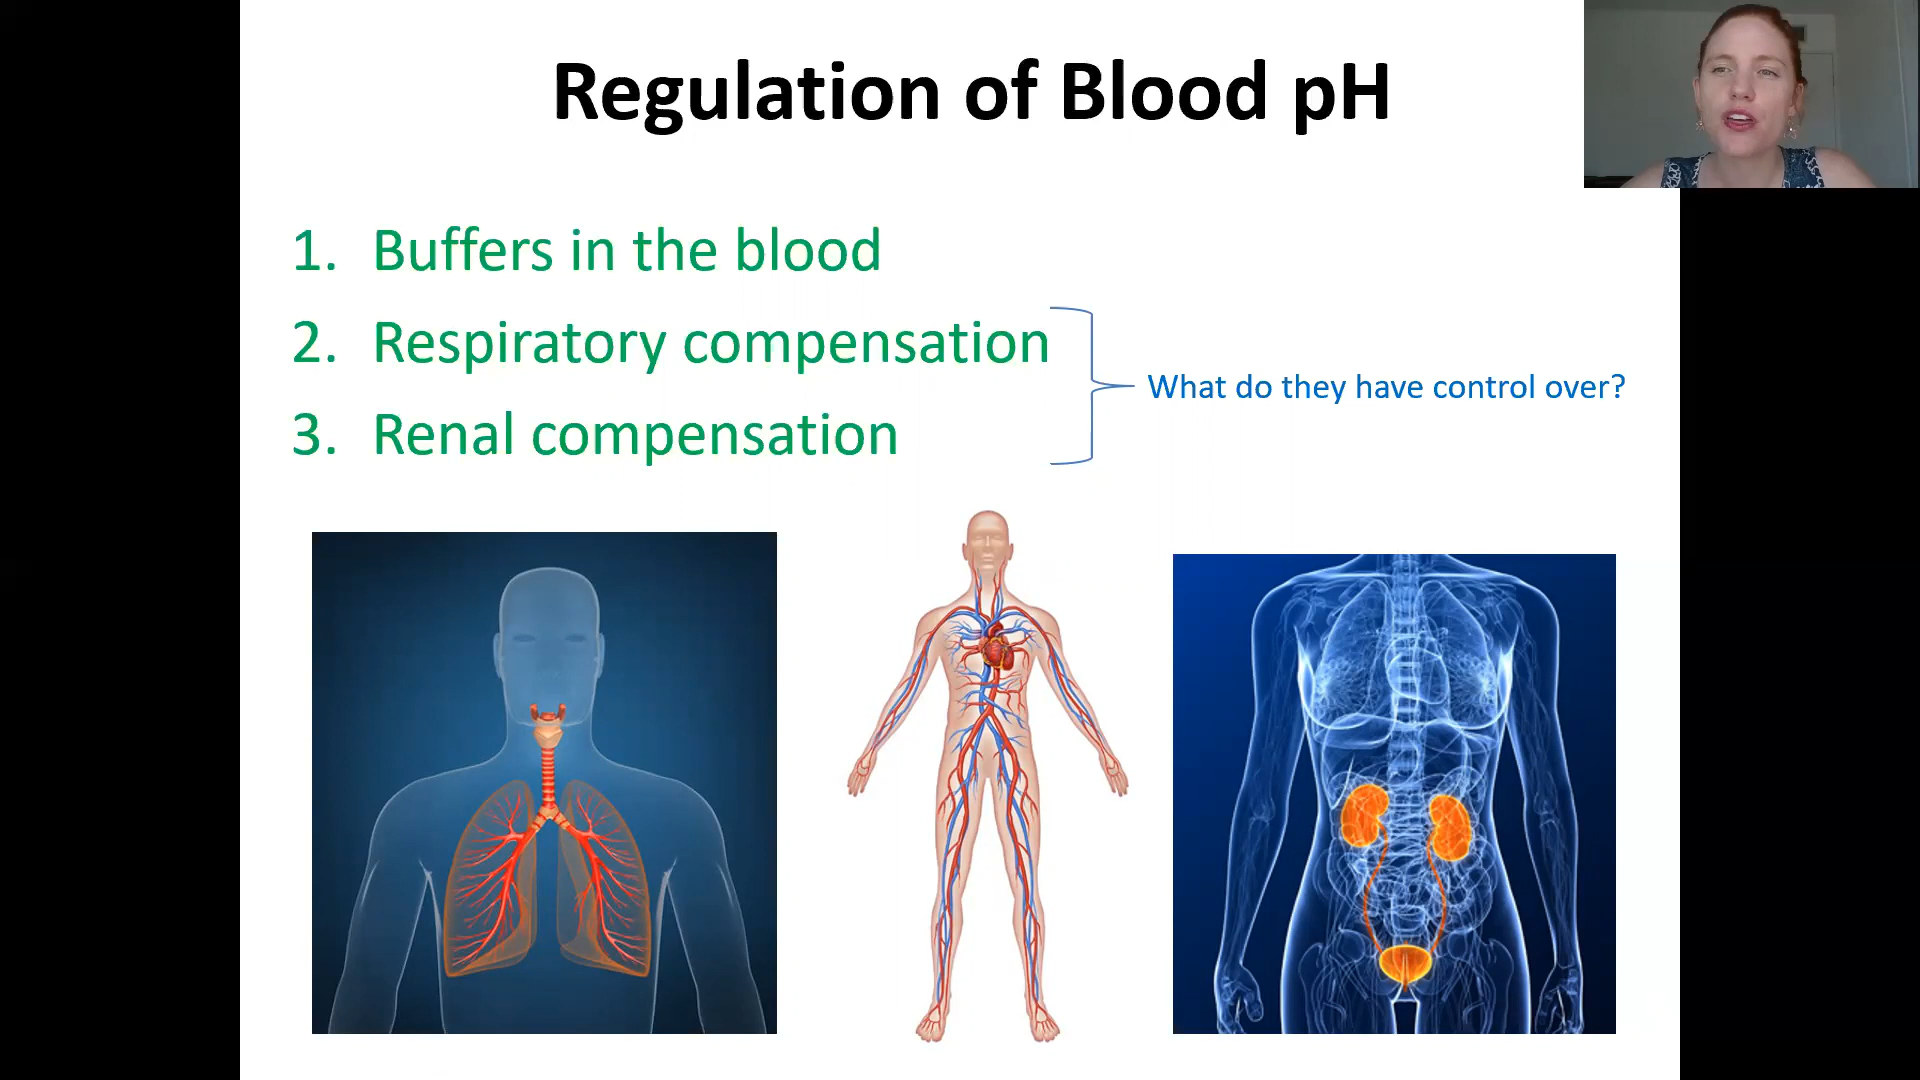 Regulation of Blood pH
1. Buffers in the blood
2. Respiratory compensation
3. Renal compensation
What do they have control over?